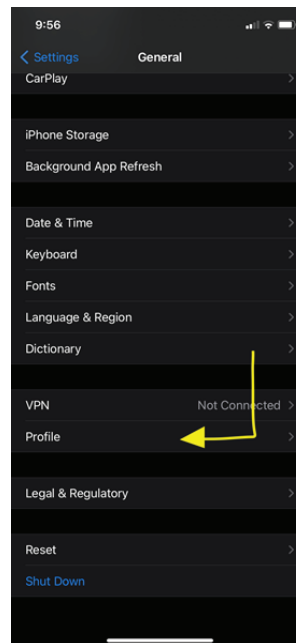 9:56
Settings
General
CarPlay
iPhone Storage
Background App Refresh
Date & Time
Keyboard
Fonts
Language & Region
Dictionary
VPN Not Connected
Profile
Legal & Regulatory
Reset
Shut Down